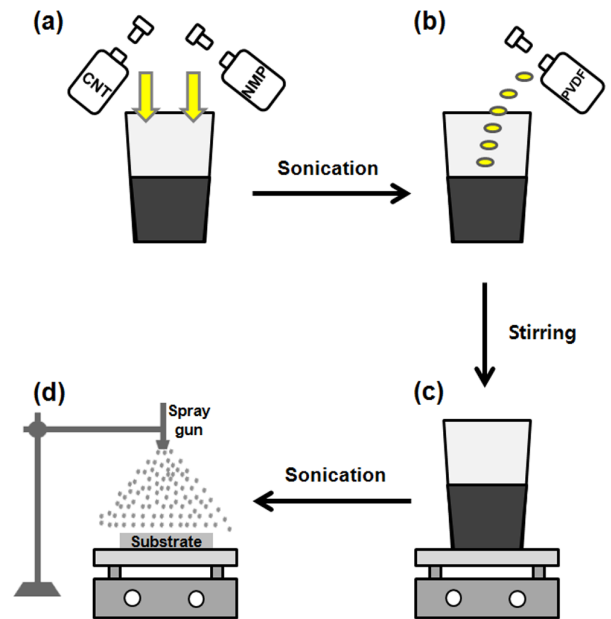 (a)
CNT
NMP
Sonication
(b)
PVDF
Stirring
(c)
Sonication
(d)
Spray
gun
Substrate